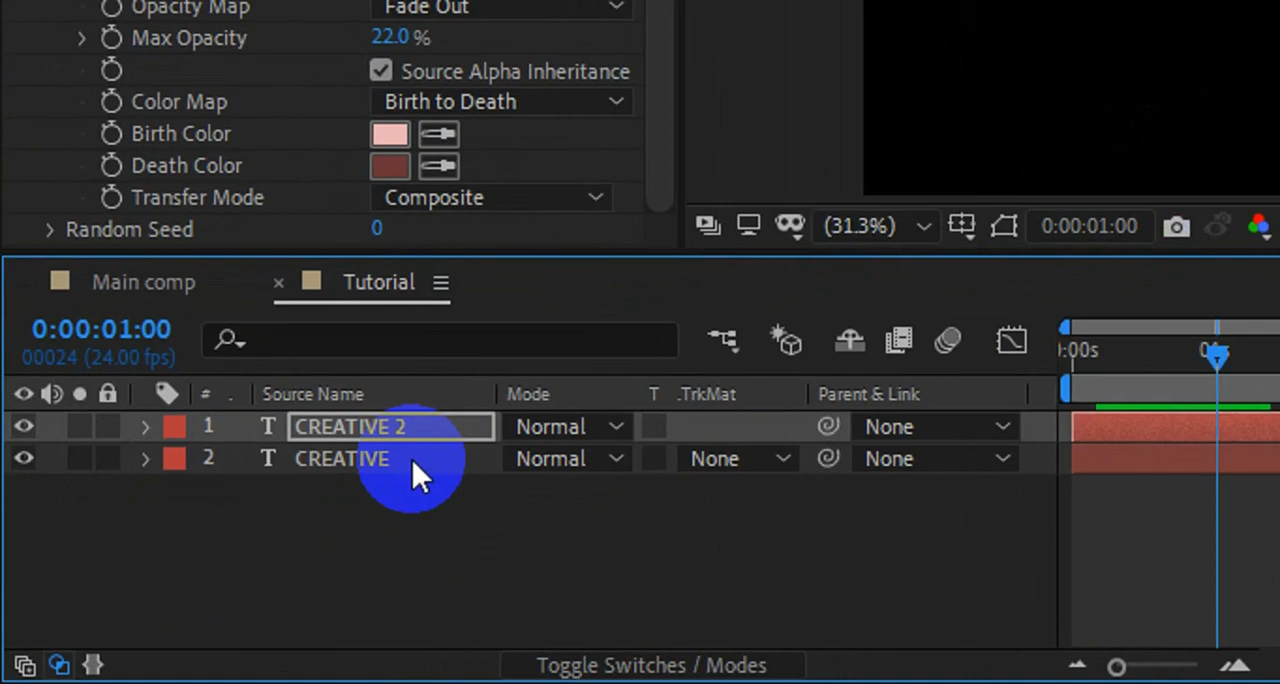 Opacity Map Fade Out
Max Opacity 22.0 %
Source Alpha Inheritance
Color Map Birth to Death
Birth Color
Death Color
Transfer Mode Composite
Random Seed 0
(31.3%) 0:00:01:00
Main comp × Tutorial
0:00:01:00
00024 (24.00 fps)
:00s 01s
# . Source Name Mode T .TrkMat Parent & Link
1 T CREATIVE 2 Normal None
2 T CREATIVE Normal None None
Toggle Switches / Modes